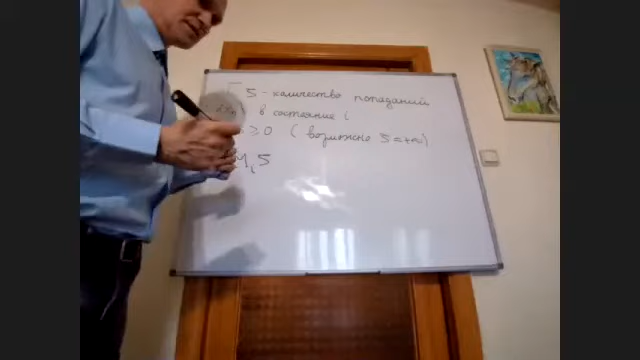 5 - количество попаданий
в состояние i
≥ 0 ( возможно 5 = +∞)
, 5